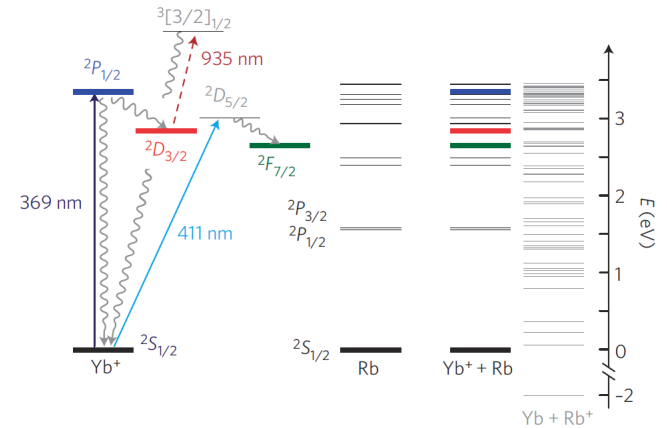 ³[3/2]₁/₂
²P₁/₂
935 nm
²D₅/₂
²D₃/₂
²F₇/₂
369 nm
411 nm
²S₁/₂
Yb⁺
²P₃/₂
²P₁/₂
²S₁/₂
Rb
Yb⁺ + Rb
Yb + Rb⁺
3
2
1
0
–2
E (eV)